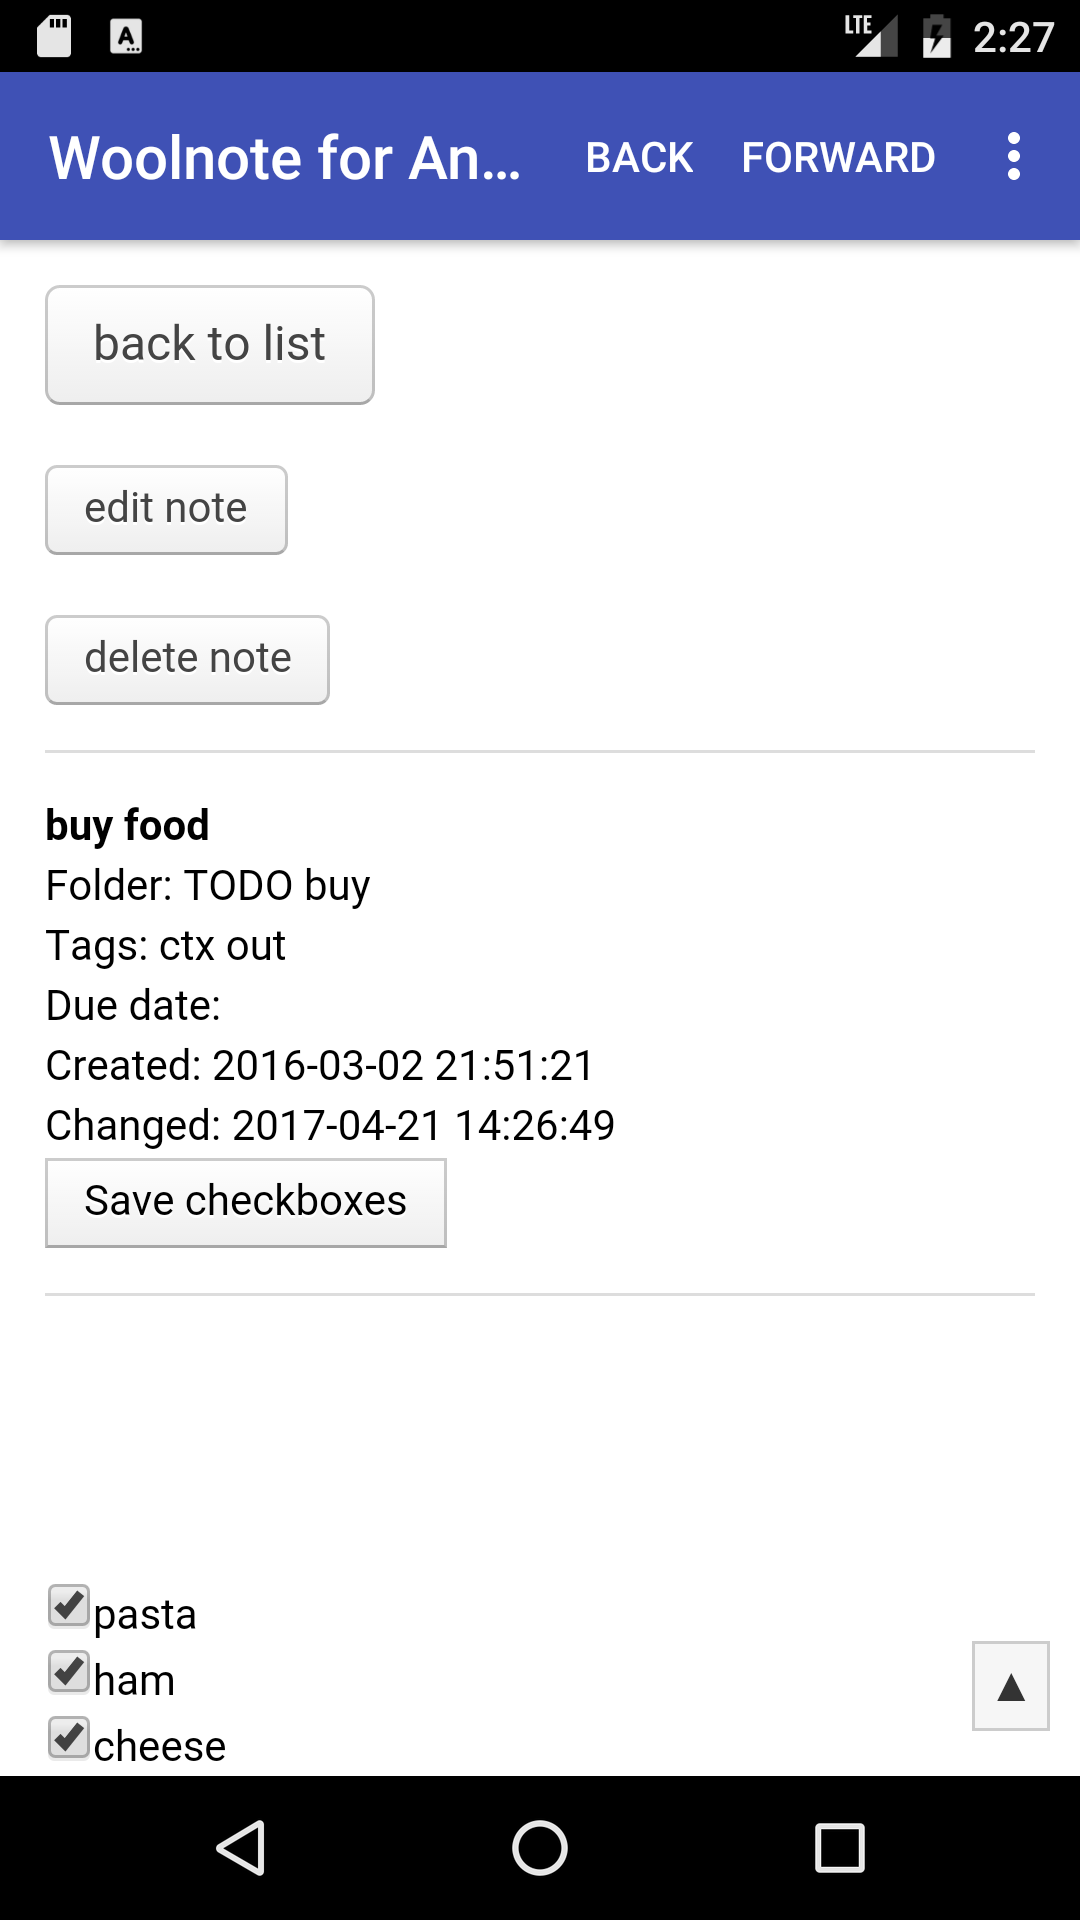 LTE 2:27
Woolnote for An... BACK FORWARD
back to list
edit note
delete note
buy food
Folder: TODO buy
Tags: ctx out
Due date:
Created: 2016-03-02 21:51:21
Changed: 2017-04-21 14:26:49
Save checkboxes
pasta
ham
▲
cheese